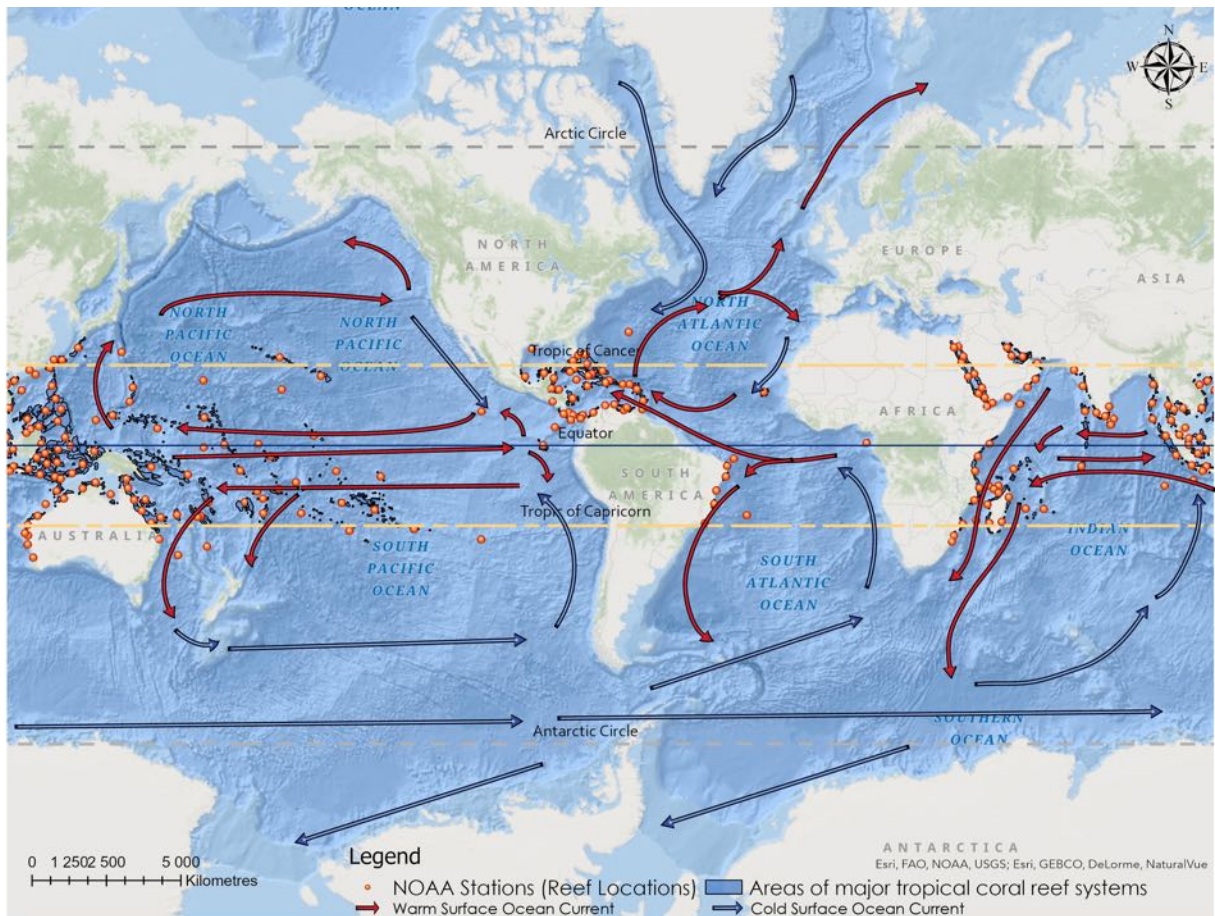 OCEAN
N
W E
S
Arctic Circle
NORTH
AMERICA
EUROPE
ASIA
NORTH
PACIFIC
OCEAN
NORTH
PACIFIC
OCEAN
NORTH
ATLANTIC
OCEAN
Tropic of Cancer
AFRICA
Equator
SOUTH
AMERICA
Tropic of Capricorn
AUSTRALIA
INDIAN
OCEAN
SOUTH
PACIFIC
OCEAN
SOUTH
ATLANTIC
OCEAN
SOUTHERN
OCEAN
Antarctic Circle
ANTARCTICA
Esri, FAO, NOAA, USGS; Esri, GEBCO, DeLorme, NaturalVue
0 1 250 2 500 5 000
Kilometres
Legend
NOAA Stations (Reef Locations) Areas of major tropical coral reef systems
Warm Surface Ocean Current Cold Surface Ocean Current